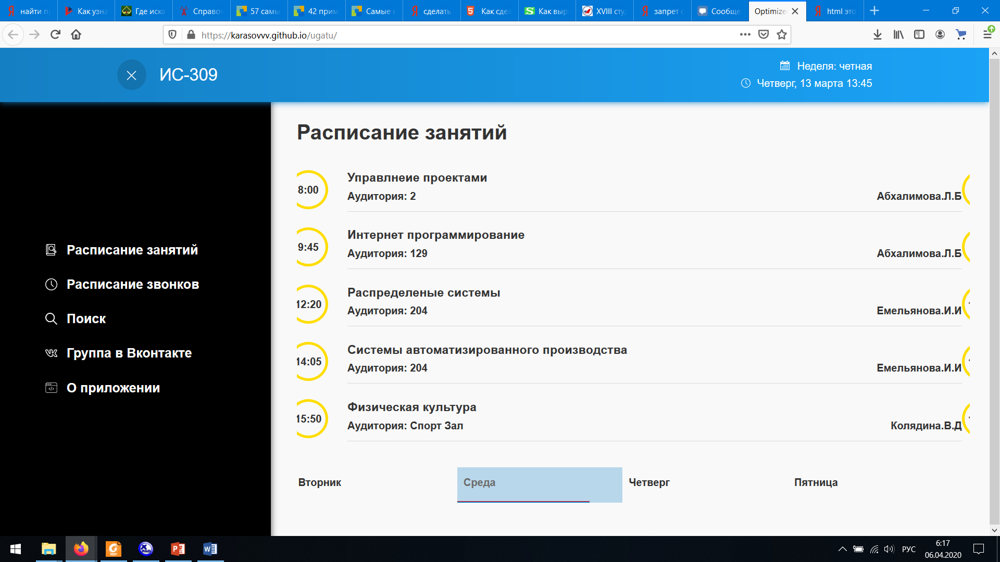 найти п
Как узна
Где иска
Справоч
57 самы
42 прим
Самые н
сделать
Как сдел
Как выр
XVIII сту
запрет с
Сообще
Optimize
html это
https://karasovvv.github.io/ugatu/
ИС-309
Неделя: четная
Четверг, 13 марта 13:45
Расписание занятий
Расписание звонков
Поиск
Группа в Вконтакте
О приложении
Расписание занятий
8:00
Управлнеие проектами
Аудитория: 2
Абхалимова.Л.Б
9:45
Интернет программирование
Аудитория: 129
Абхалимова.Л.Б
12:20
Распределеные системы
Аудитория: 204
Емельянова.И.И
14:05
Системы автоматизированного производства
Аудитория: 204
Емельянова.И.И
15:50
Физическая культура
Аудитория: Спорт Зал
Колядина.В.Д
Вторник
Среда
Четверг
Пятница
РУС
6:17
06.04.2020